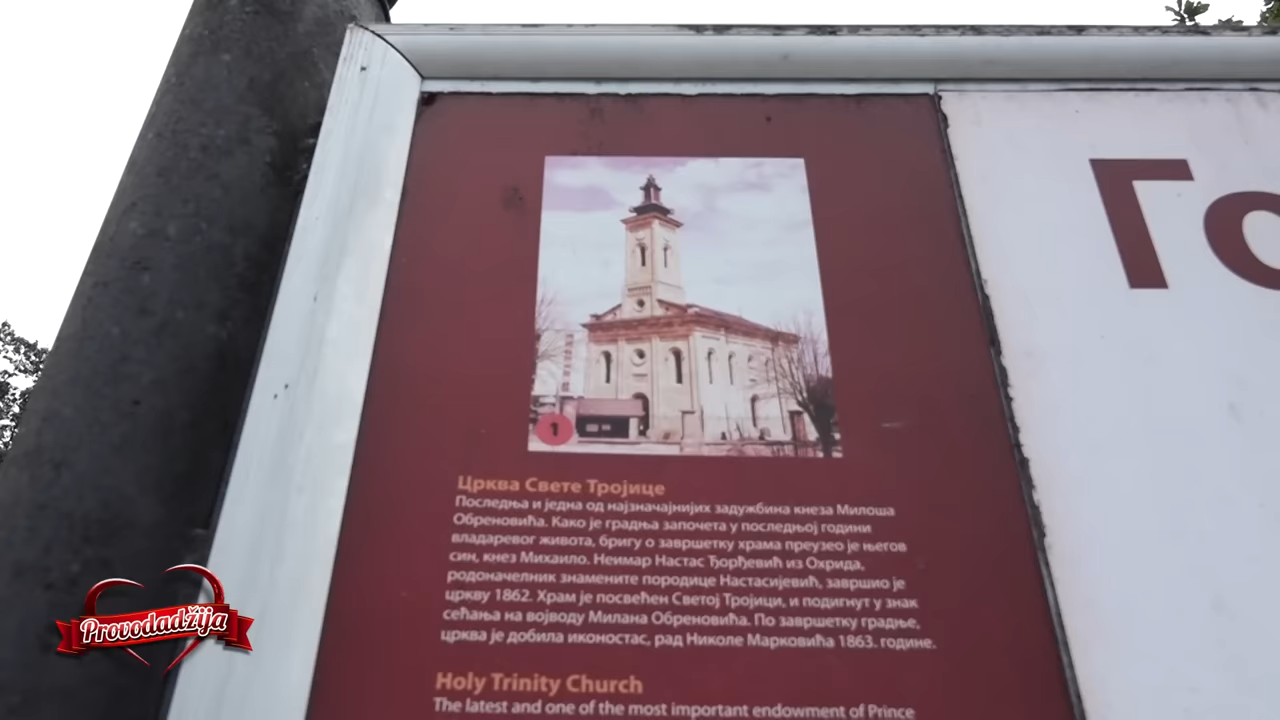 Го
1
Црква Свете Тројице
Последња и једна од најзначајнијих задужбина кнеза Милоша
Обреновића. Како је градња започета у последњој години
владаревог живота, бригу о завршетку храма преузео је његов
син, кнез Михаило. Неимар Настас Ђорђевић из Охрида,
родоначелник знамените породице Настасијевић, завршио је
цркву 1862. Храм је посвећен Светој Тројици, и подигнут у знак
сећања на војводу Милана Обреновића. По завршетку градње,
црква је добила иконостас, рад Николе Марковића 1863. године.
Holy Trinity Church
The latest and one of the most important endowment of Prince
Provodadžija